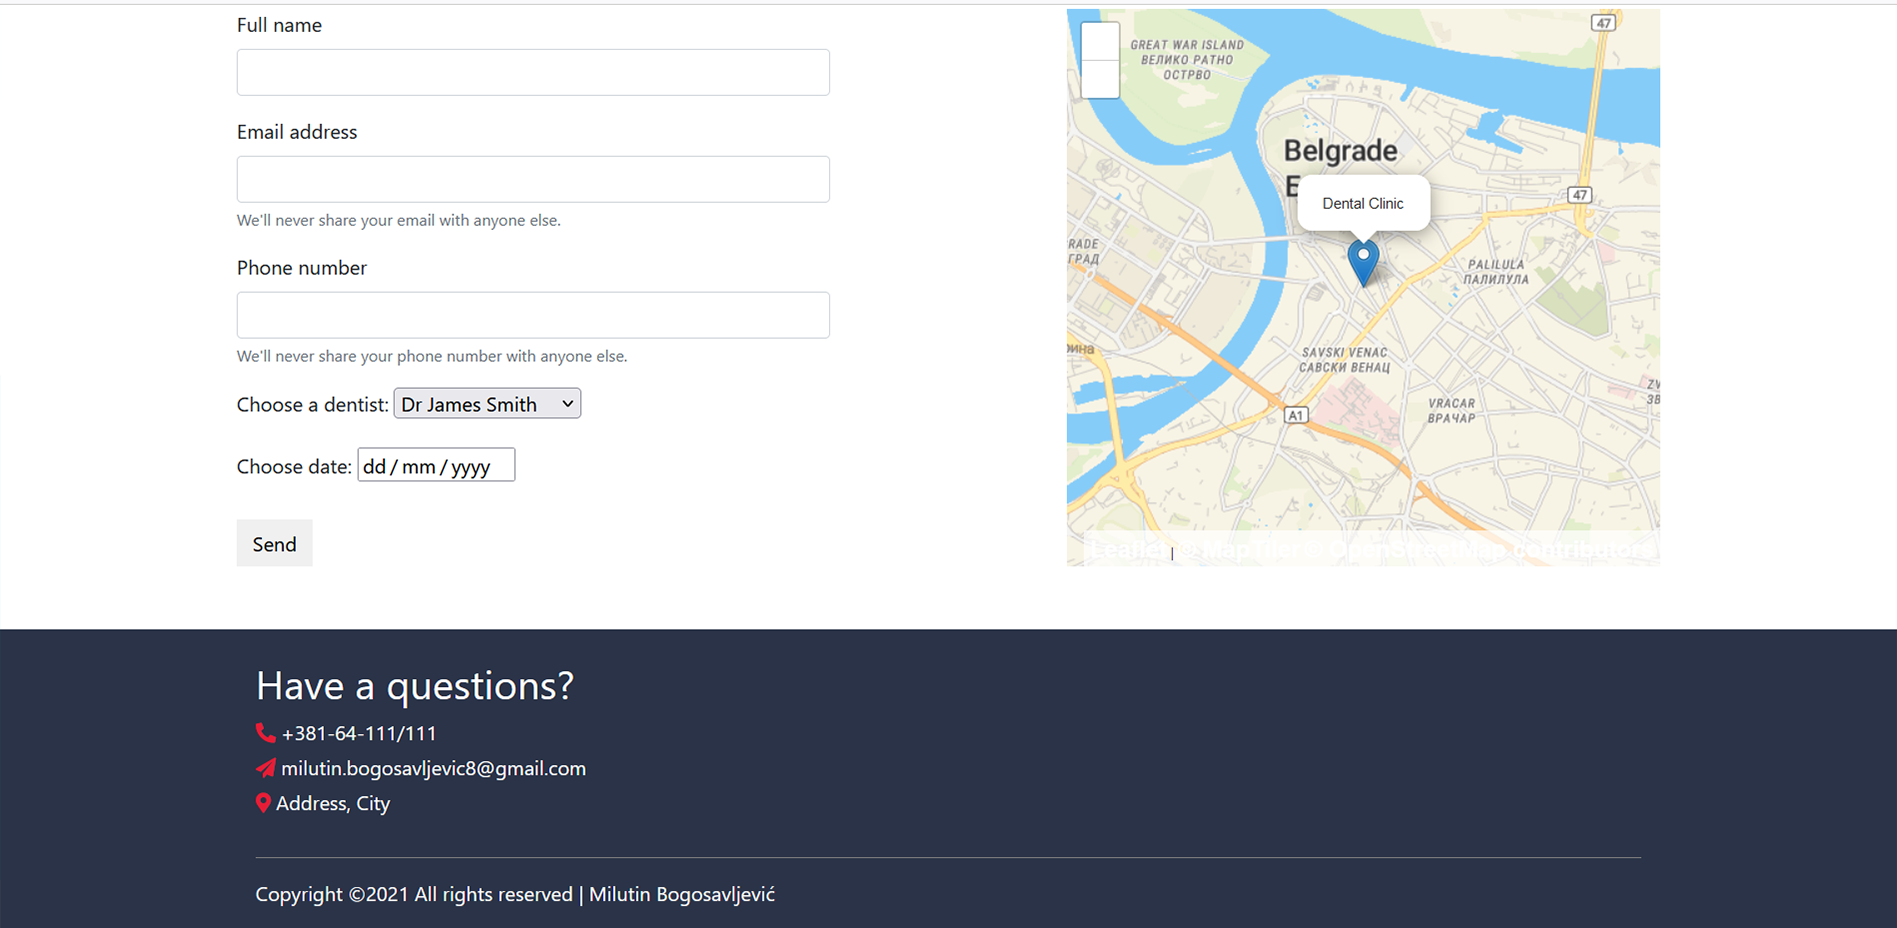 Full name
Email address
We'll never share your email with anyone else.
Phone number
We'll never share your phone number with anyone else.
Choose a dentist: Dr James Smith
Choose date: dd / mm / yyyy
Send
47
GREAT WAR ISLAND
ВЕЛИКО РАТНО
ОСТРВО
Belgrade
47
Dental Clinic
RADE
ГРАД
PALILULA
ПАЛИЛУЛА
SAVSKI VENAC
САВСКИ ВЕНАЦ
VRACAR
ВРАЧАР
A1
Leaflet | © MapTiler © OpenStreetMap contributors
Have a questions?
+381-64-111/111
milutin.bogosavljevic8@gmail.com
Address, City
Copyright ©2021 All rights reserved | Milutin Bogosavljević